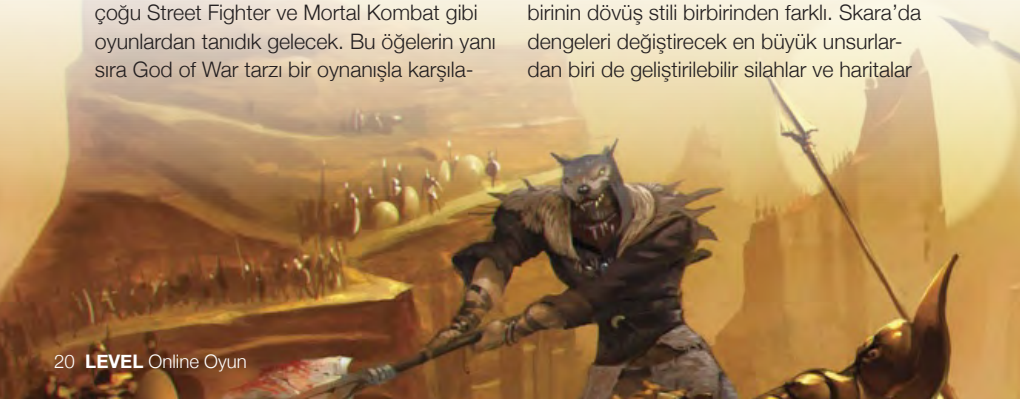 çoğu Street Fighter ve Mortal Kombat gibi
oyunlardan tanıdık gelecek. Bu öğelerin yanı
sıra God of War tarzı bir oynanışla karşıla-
birinin dövüş stili birbirinden farklı. Skara’da
dengeleri değiştirecek en büyük unsurlar-
dan biri de geliştirilebilir silahlar ve haritalar
20 LEVEL Online Oyun